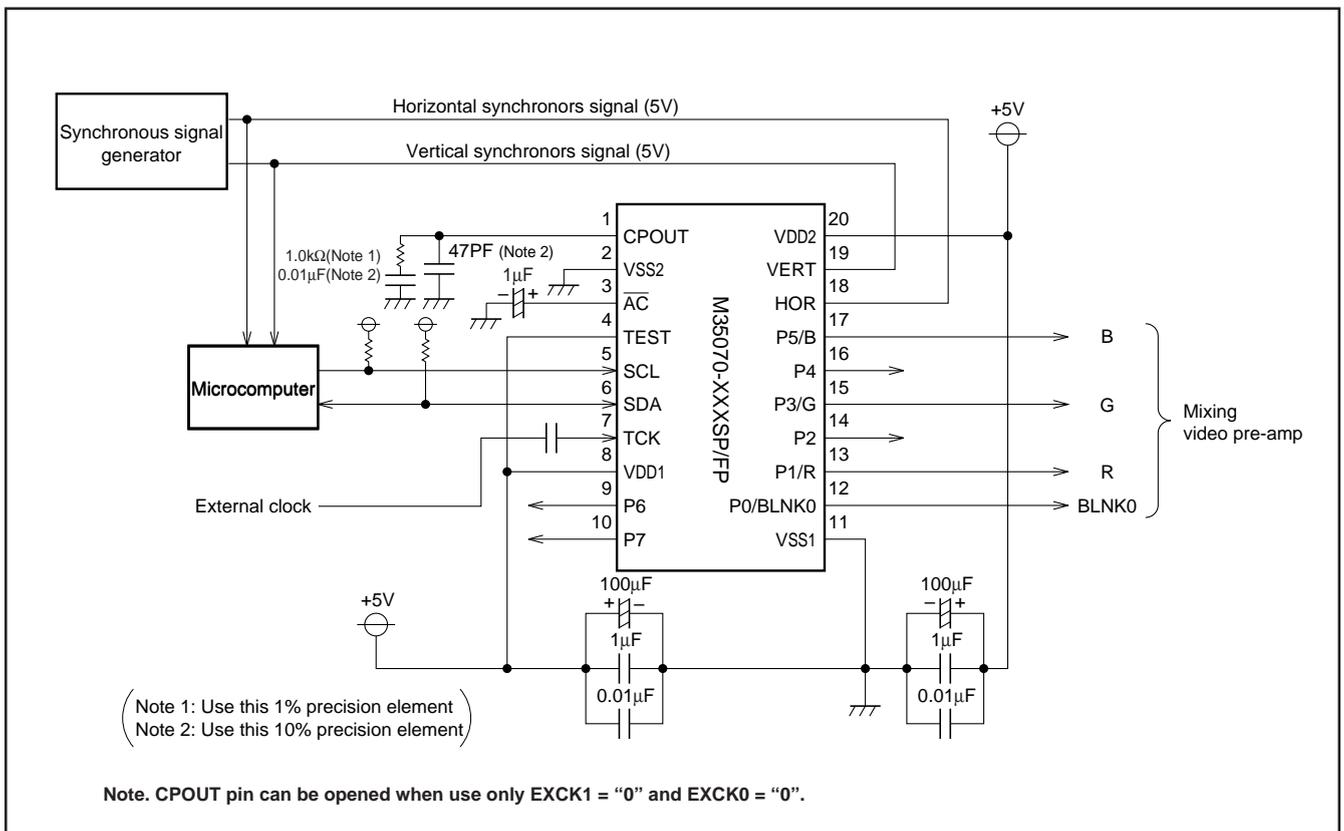 Synchronous signal
generator
Horizontal synchronors signal (5V)
Vertical synchronors signal (5V)
+5V
1.0kΩ(Note 1)
0.01µF(Note 2)
47PF (Note 2)
1µF
− +
Microcomputer
External clock
1 CPOUT
2 VSS2
3 A̅C̅
4 TEST
5 SCL
6 SDA
7 TCK
8 VDD1
9 P6
10 P7
M35070-XXXSP/FP
20 VDD2
19 VERT
18 HOR
17 P5/B
16 P4
15 P3/G
14 P2
13 P1/R
12 P0/BLNK0
11 VSS1
B
G
R
BLNK0
Mixing
video pre-amp
+5V
100µF
+ −
1µF
0.01µF
100µF
− +
1µF
0.01µF
Note 1: Use this 1% precision element
Note 2: Use this 10% precision element
Note. CPOUT pin can be opened when use only EXCK1 = “0” and EXCK0 = “0”.